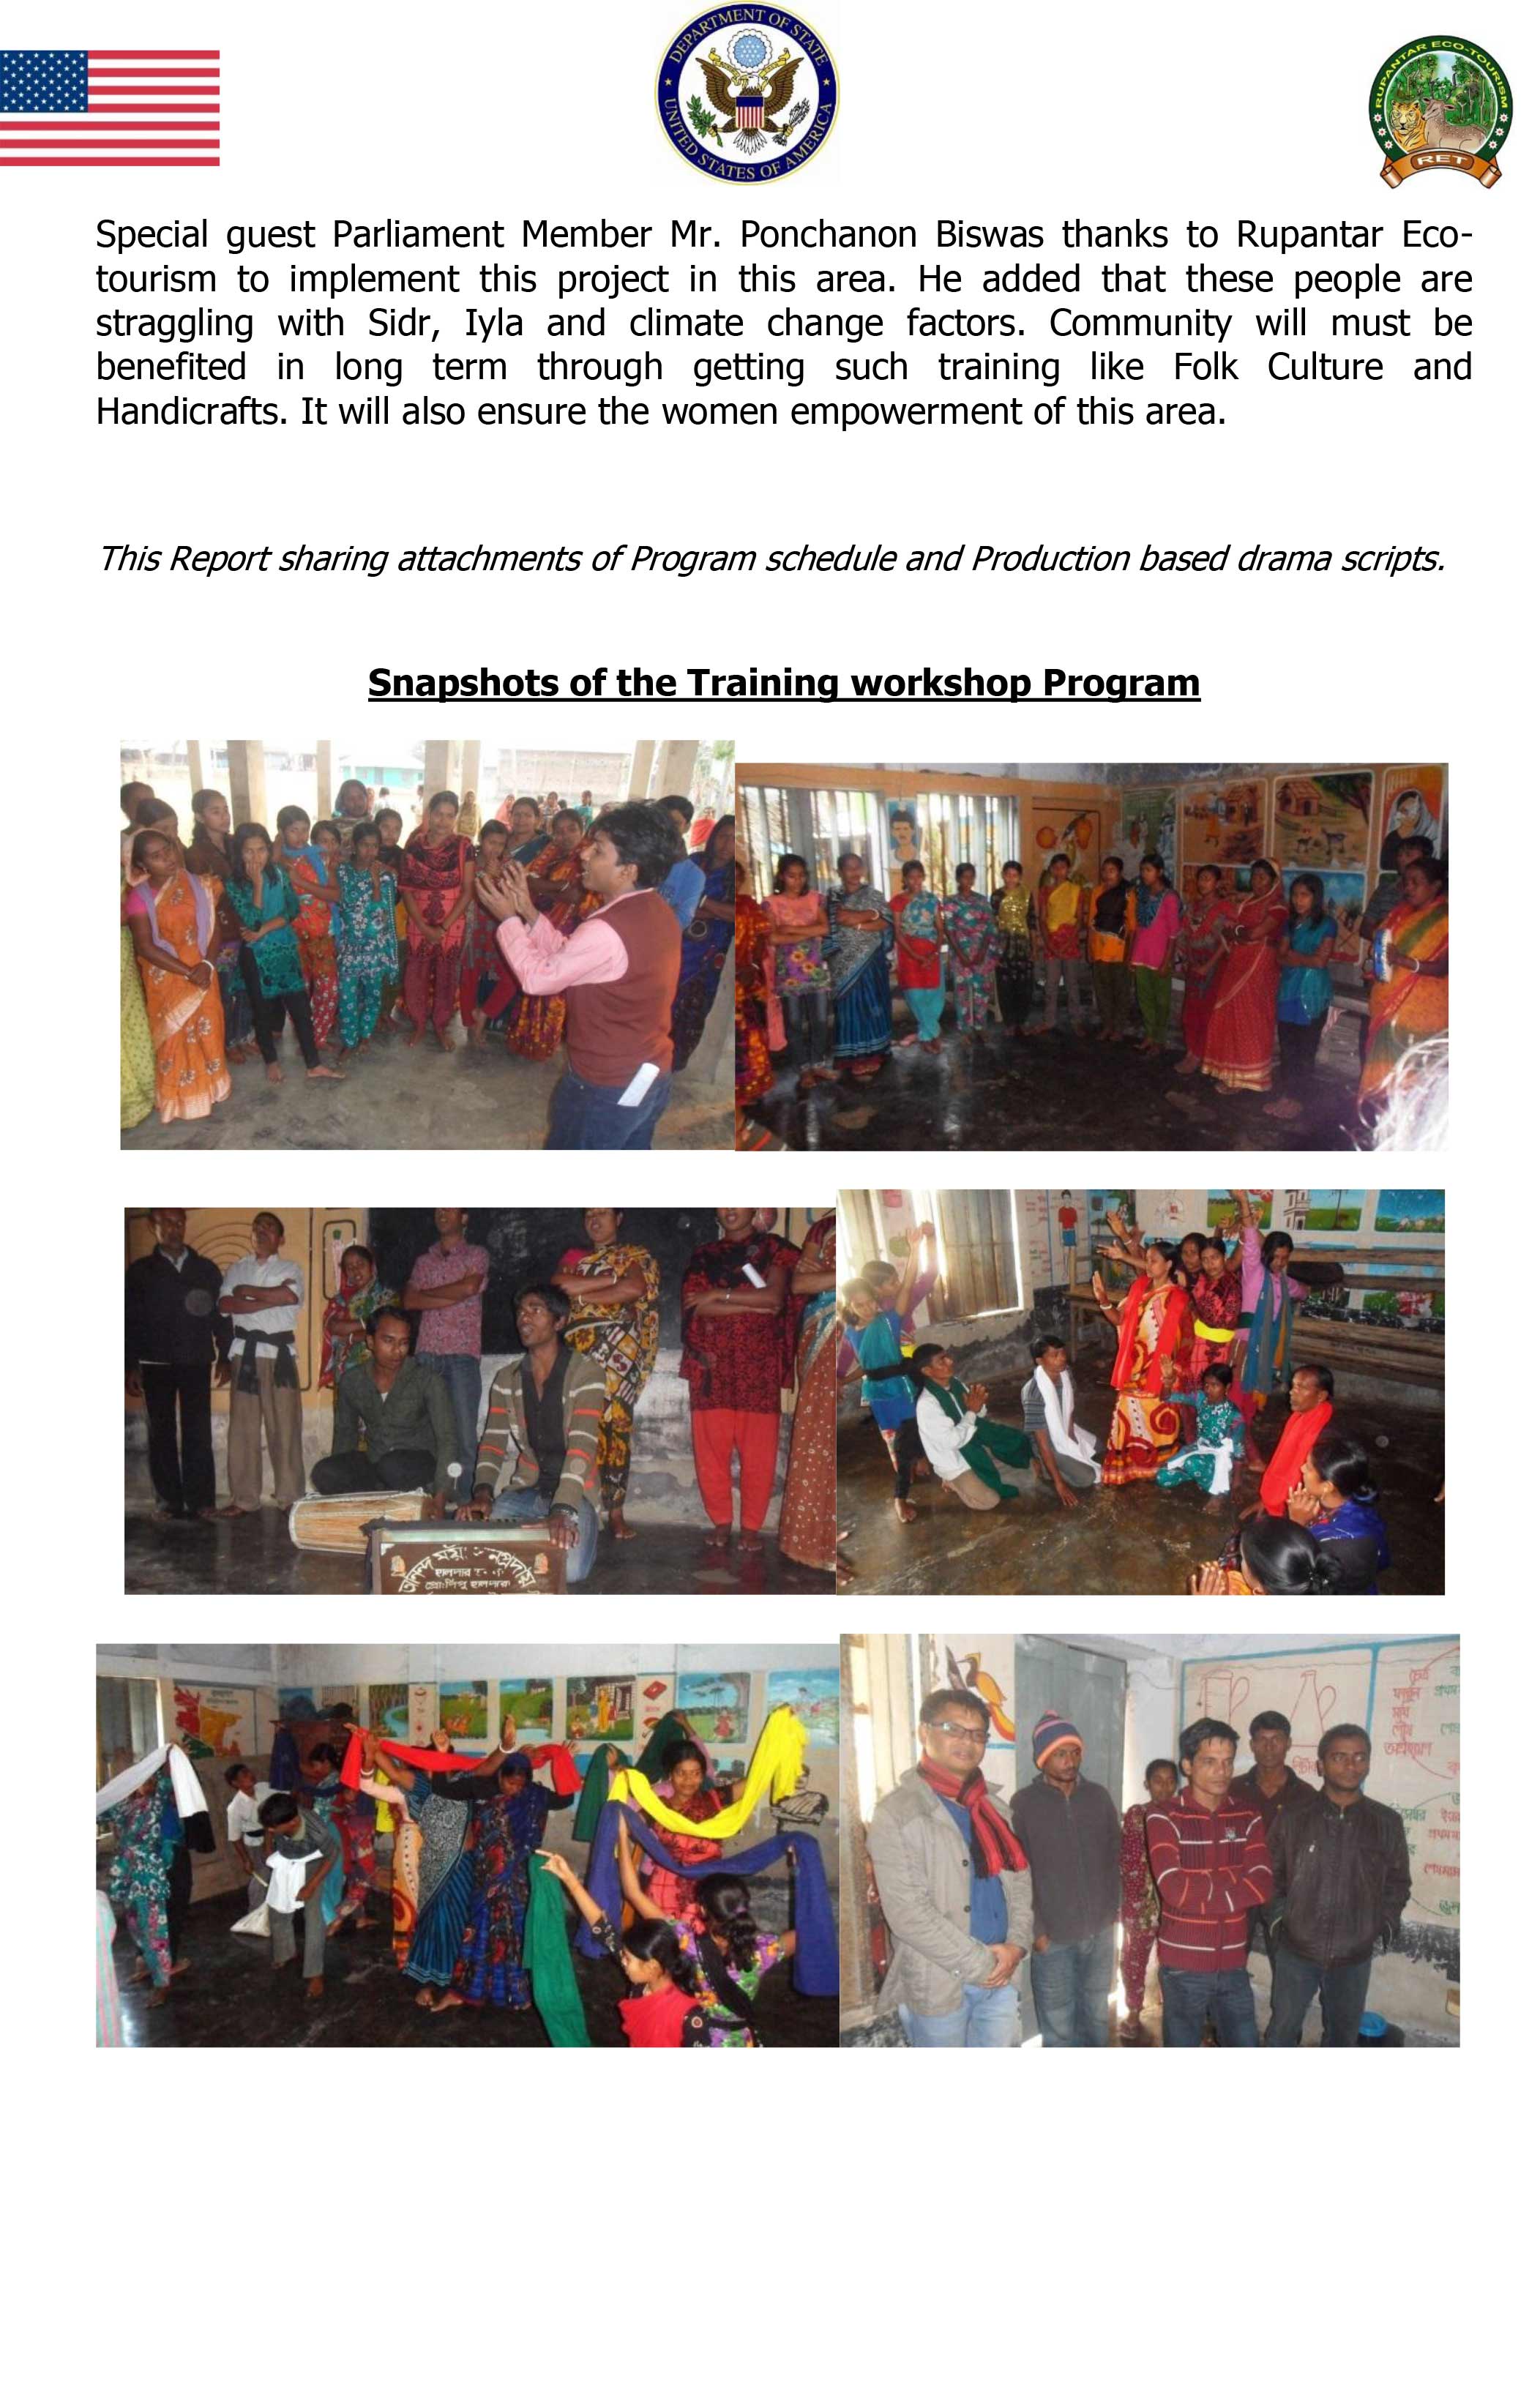 DEPARTMENT OF STATE
UNITED STATES OF AMERICA
RUPANTAR ECO-TOURISM
RET
Special guest Parliament Member Mr. Ponchanon Biswas thanks to Rupantar Eco-
tourism to implement this project in this area. He added that these people are
straggling with Sidr, Iyla and climate change factors. Community will must be
benefited in long term through getting such training like Folk Culture and
Handicrafts. It will also ensure the women empowerment of this area.
This Report sharing attachments of Program schedule and Production based drama scripts.
Snapshots of the Training workshop Program
হালদার
ফাল্গুন
মাঘ
পৌষ